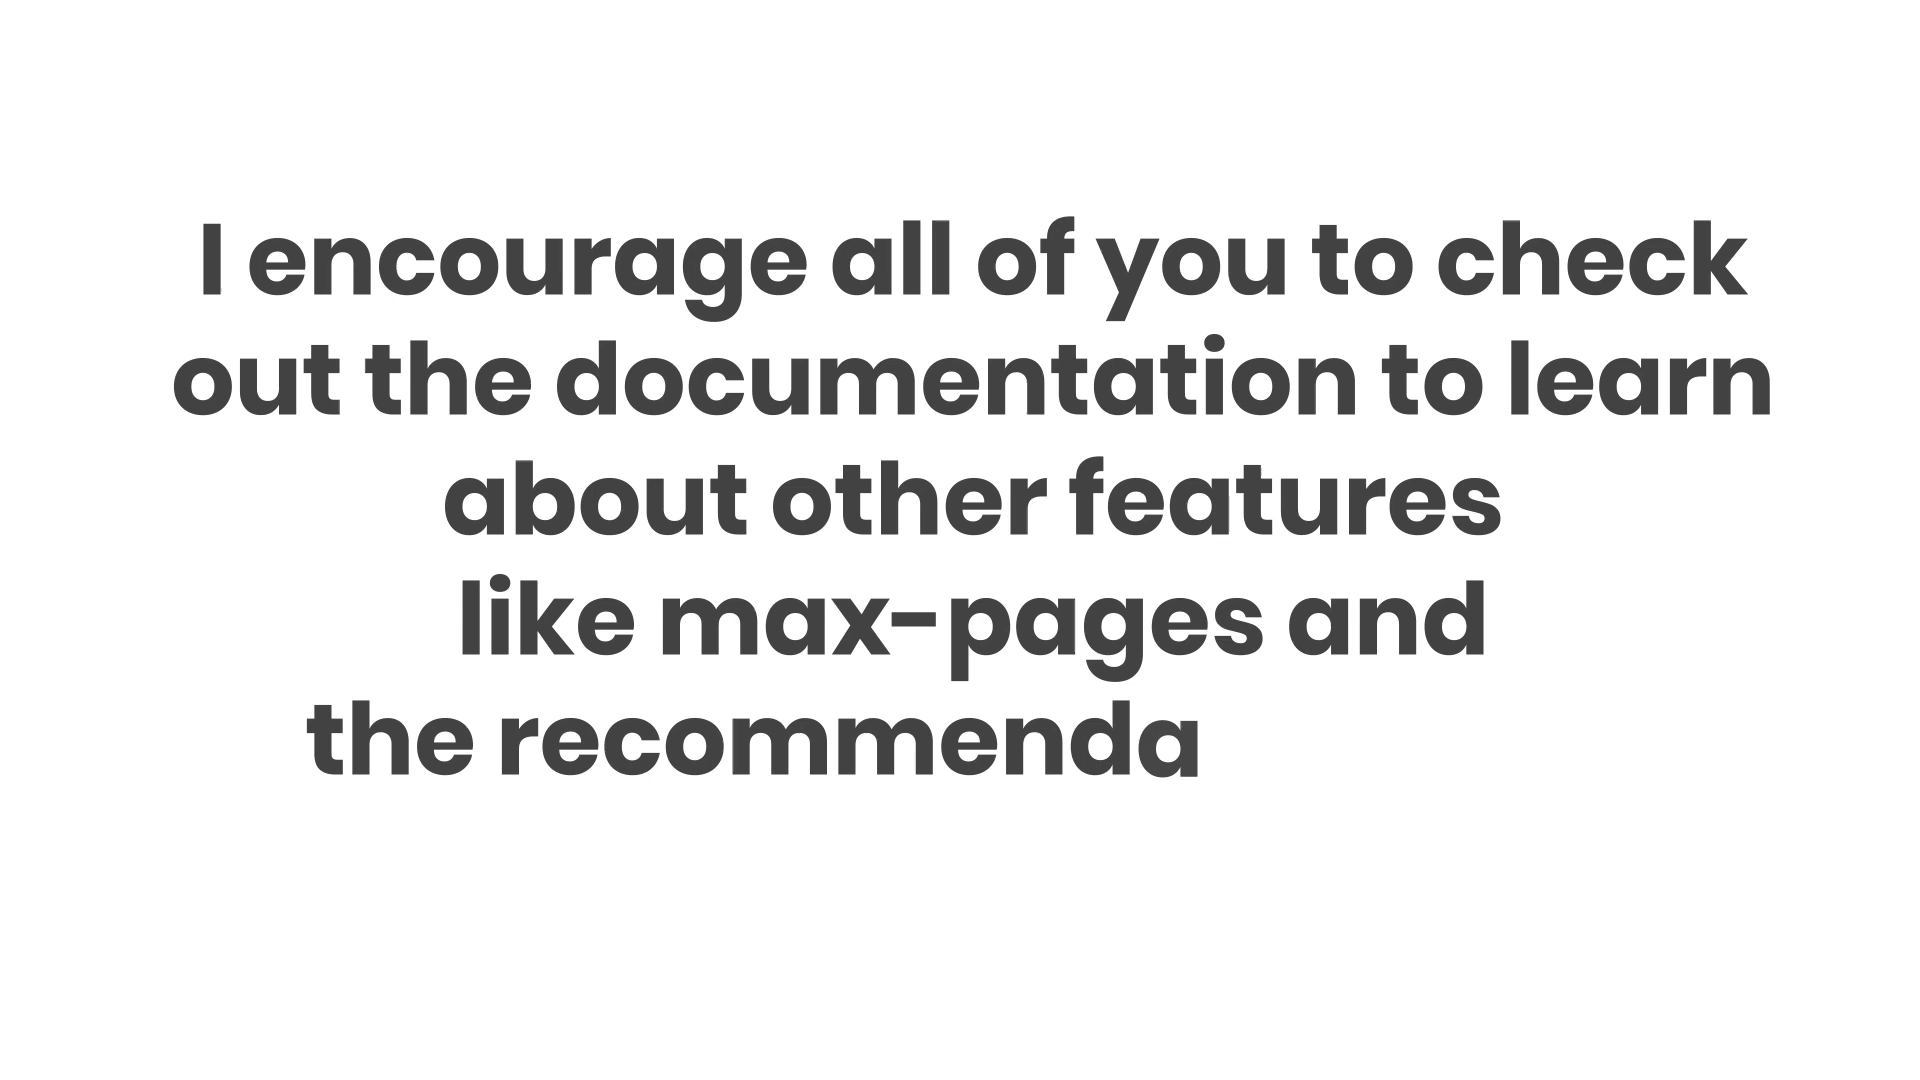 I encourage all of you to check
out the documentation to learn
about other features
like max-pages and
the recommenda